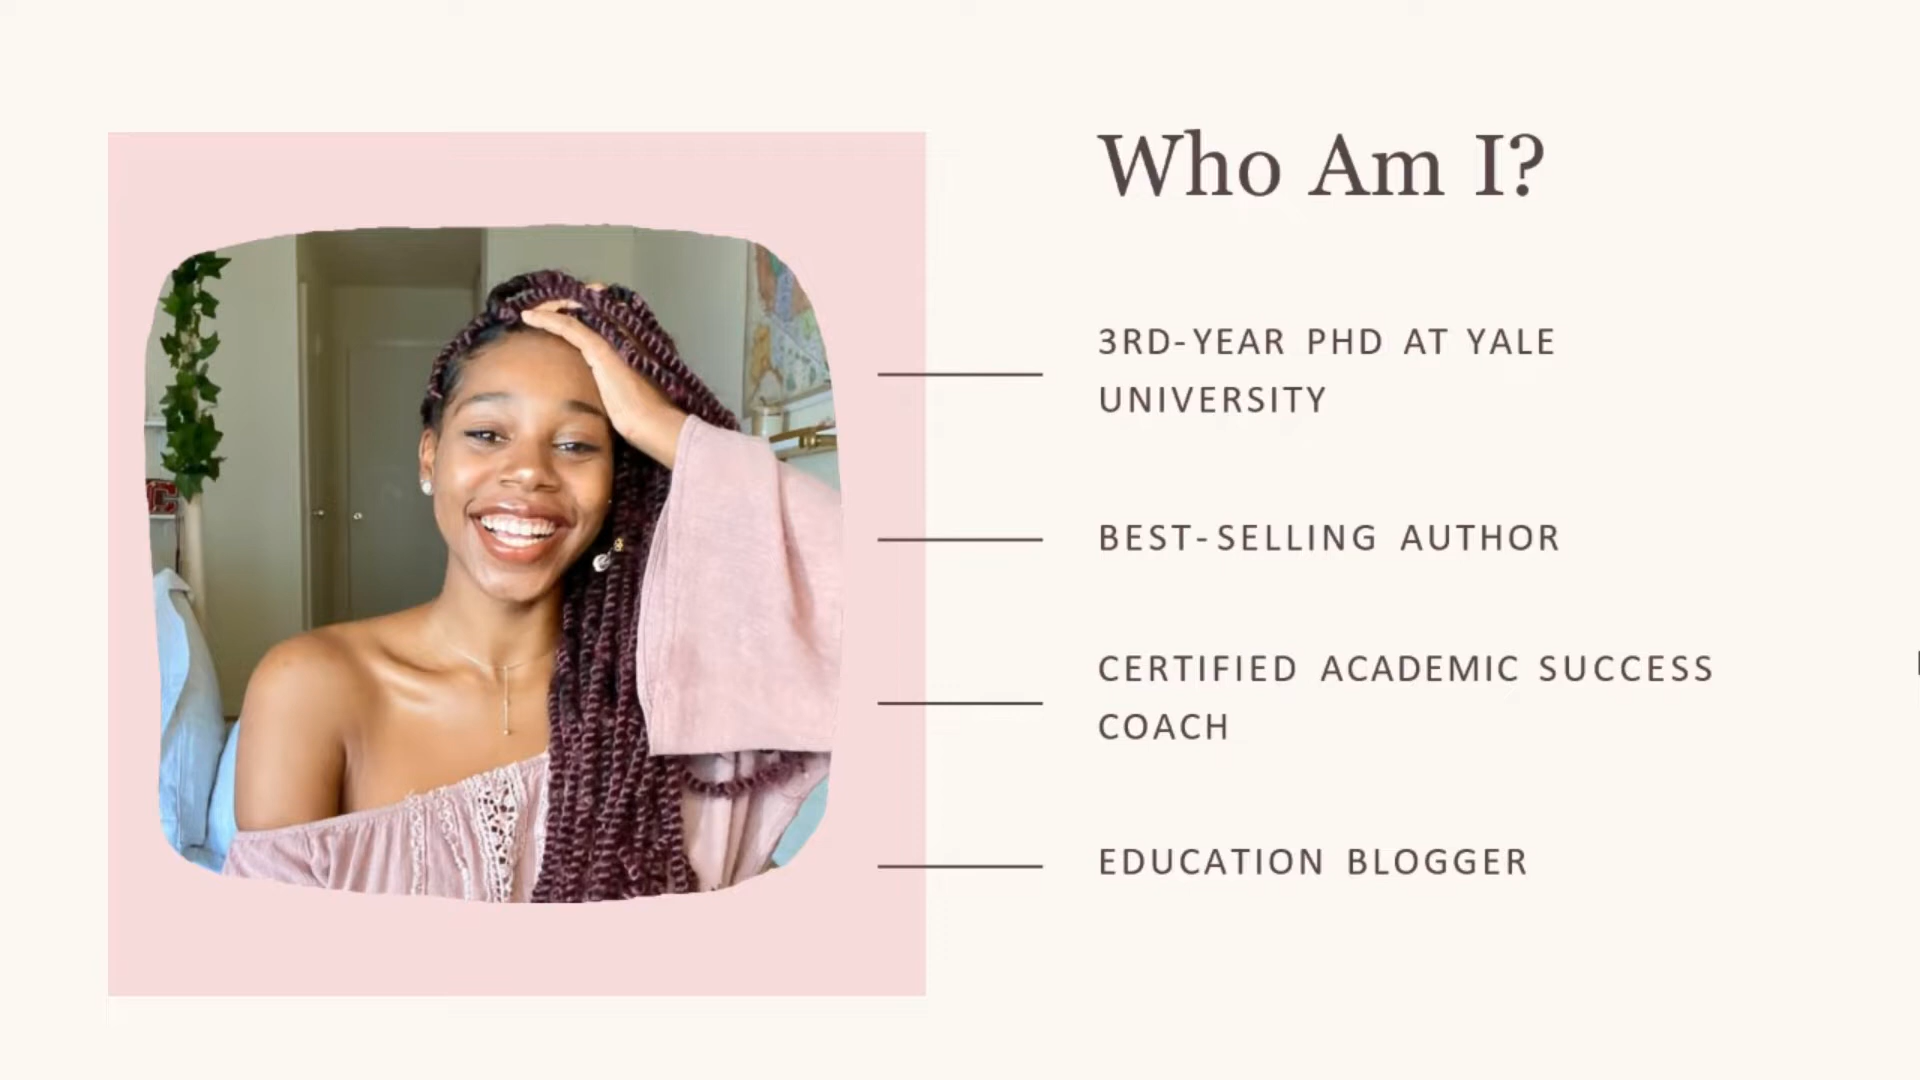 Who Am I?
3RD-YEAR PHD AT YALE
UNIVERSITY
BEST-SELLING AUTHOR
CERTIFIED ACADEMIC SUCCESS
COACH
EDUCATION BLOGGER